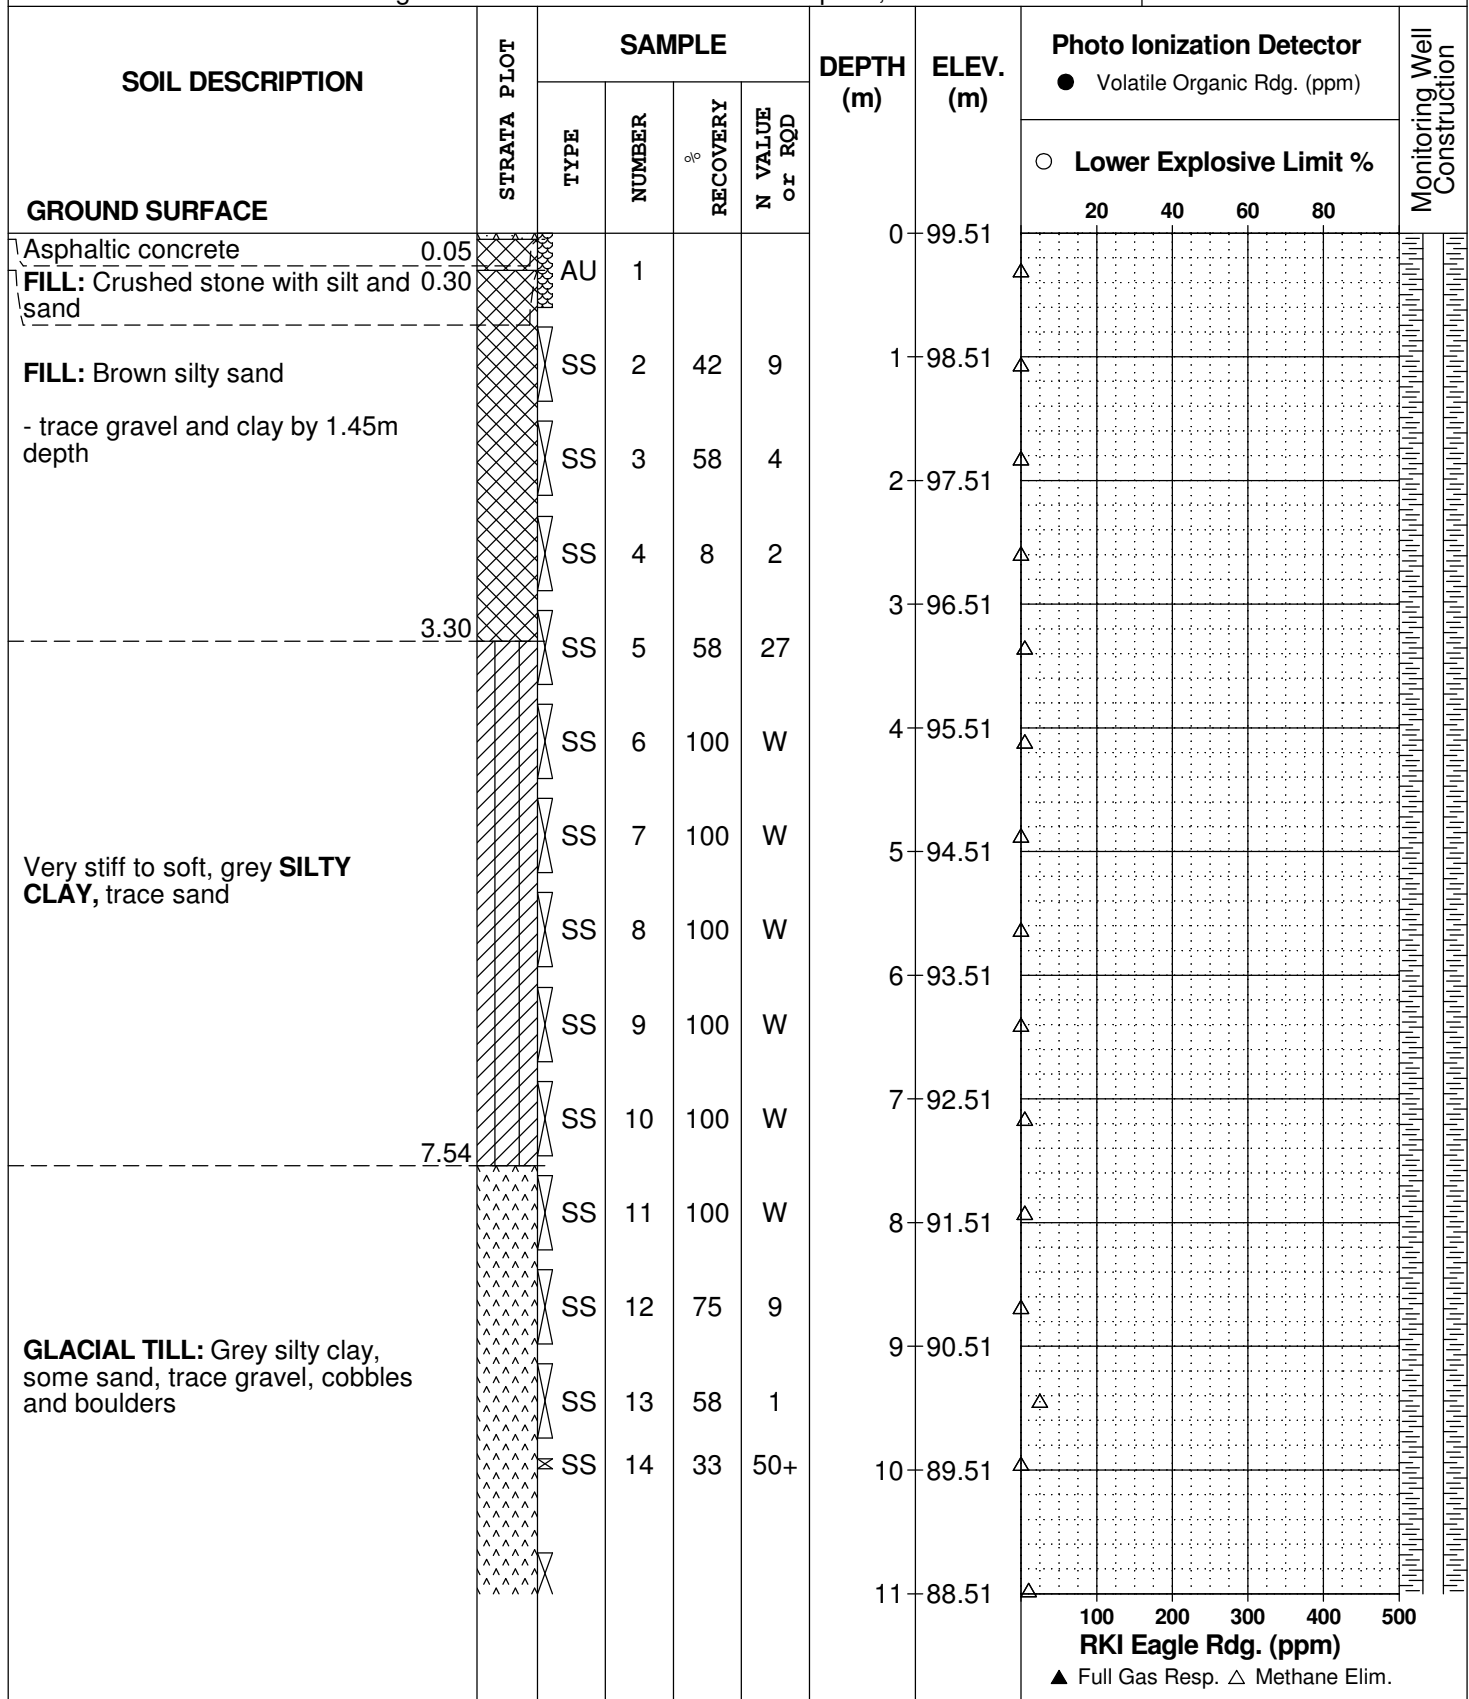 SOIL DESCRIPTION
GROUND SURFACE
STRATA PLOT
SAMPLE
TYPE
NUMBER
% RECOVERY
N VALUE
or RQD
DEPTH
(m)
ELEV.
(m)
Photo Ionization Detector
● Volatile Organic Rdg. (ppm)
○ Lower Explosive Limit %
20 40 60 80
Monitoring Well
Construction
0 99.51
Asphaltic concrete 0.05
FILL: Crushed stone with silt and 0.30
sand
AU 1
FILL: Brown silty sand
SS 2 42 9
1 98.51
- trace gravel and clay by 1.45m
depth
SS 3 58 4
2 97.51
SS 4 8 2
3 96.51
3.30
SS 5 58 27
4 95.51
SS 6 100 W
SS 7 100 W
5 94.51
Very stiff to soft, grey SILTY
CLAY, trace sand
SS 8 100 W
6 93.51
SS 9 100 W
7 92.51
SS 10 100 W
7.54
SS 11 100 W
8 91.51
SS 12 75 9
9 90.51
GLACIAL TILL: Grey silty clay,
some sand, trace gravel, cobbles
and boulders
SS 13 58 1
SS 14 33 50+
10 89.51
11 88.51
100 200 300 400 500
RKI Eagle Rdg. (ppm)
▲ Full Gas Resp. △ Methane Elim.